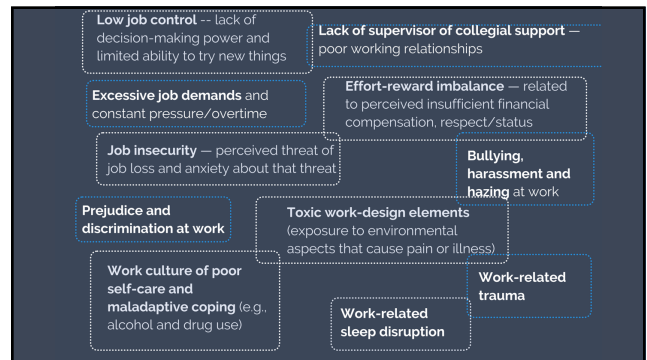 Low job control -- lack of
decision-making power and
limited ability to try new things
Lack of supervisor of collegial support —
poor working relationships
Excessive job demands and
constant pressure/overtime
Effort-reward imbalance — related
to perceived insufficient financial
compensation, respect/status
Job insecurity — perceived threat of
job loss and anxiety about that threat
Bullying,
harassment and
hazing at work
Prejudice and
discrimination at work
Toxic work-design elements
(exposure to environmental
aspects that cause pain or illness)
Work culture of poor
self-care and
maladaptive coping (e.g.,
alcohol and drug use)
Work-related
trauma
Work-related
sleep disruption